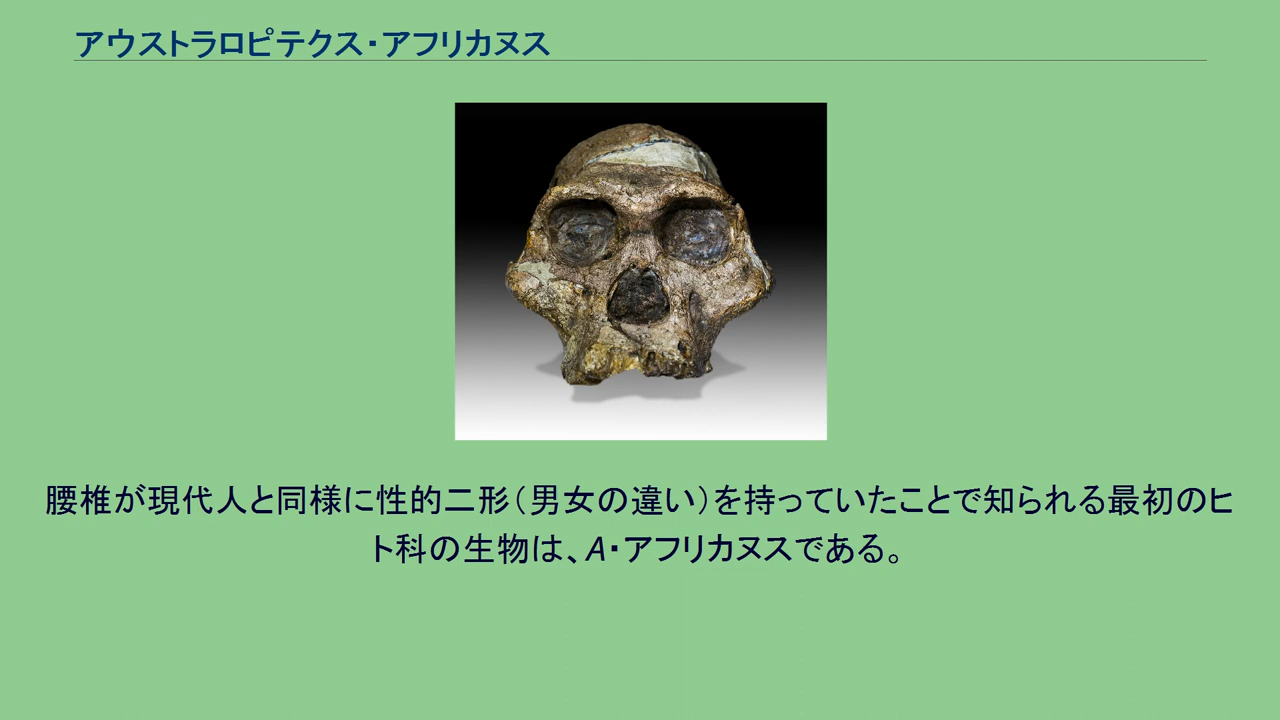 アウストラロピテクス・アフリカヌス
腰椎が現代人と同様に性的二形（男女の違い）を持っていたことで知られる最初のヒ
ト科の生物は、A・アフリカヌスである。